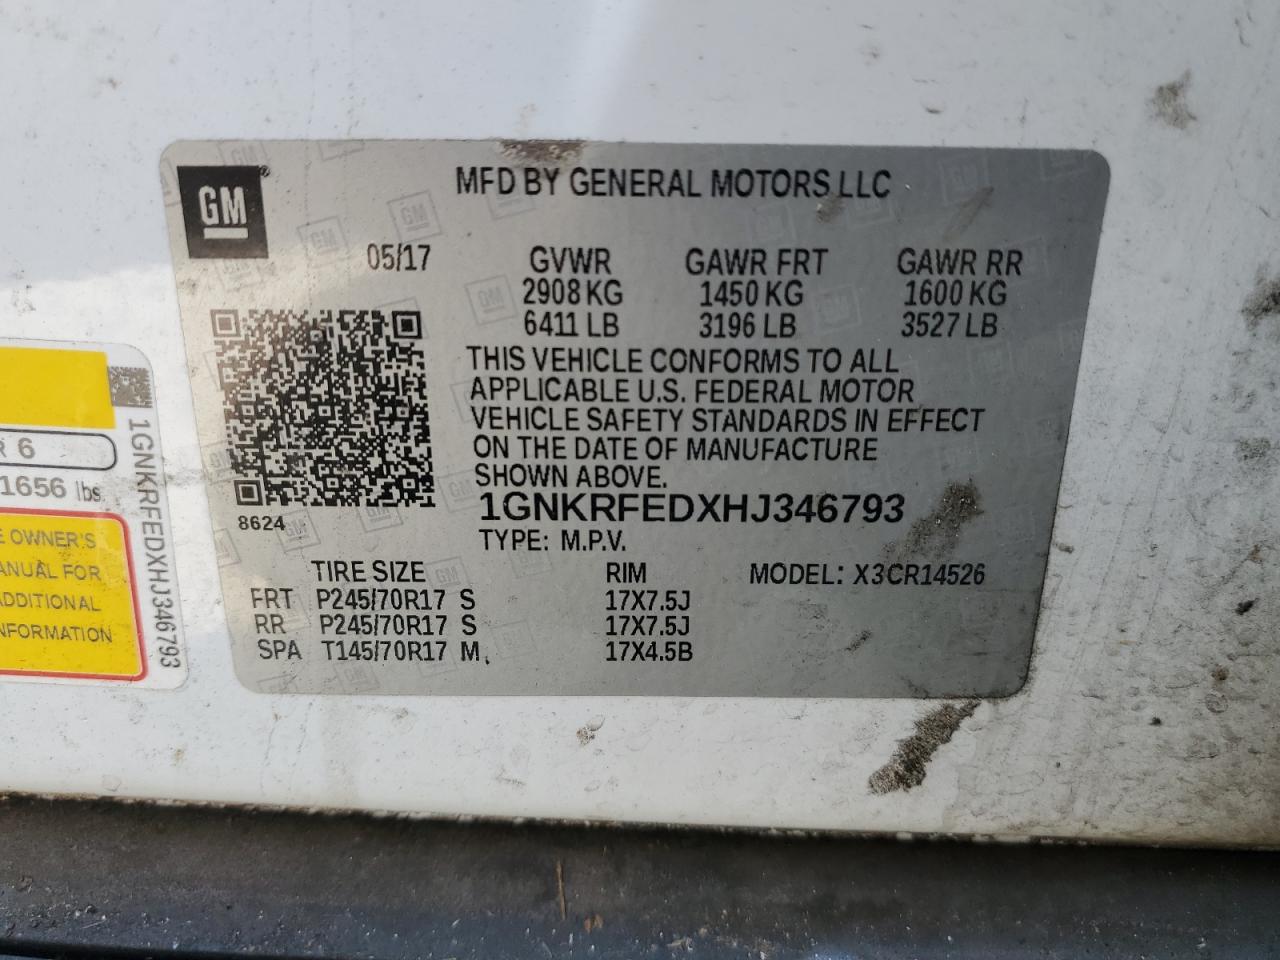 GM
MFD BY GENERAL MOTORS LLC
05/17
GVWR GAWR FRT GAWR RR
2908 KG 1450 KG 1600 KG
6411 LB 3196 LB 3527 LB
THIS VEHICLE CONFORMS TO ALL
APPLICABLE U.S. FEDERAL MOTOR
VEHICLE SAFETY STANDARDS IN EFFECT
ON THE DATE OF MANUFACTURE
SHOWN ABOVE.
1GNKRFEDXHJ346793
8624
TYPE: M.P.V.
TIRE SIZE RIM MODEL: X3CR14526
FRT P245/70R17 S 17X7.5J
RR P245/70R17 S 17X7.5J
SPA T145/70R17 M 17X4.5B
R 6
1656 lbs
E OWNER'S
ANUAL FOR
ADDITIONAL
NFORMATION
1GNKRFEDXHJ346793